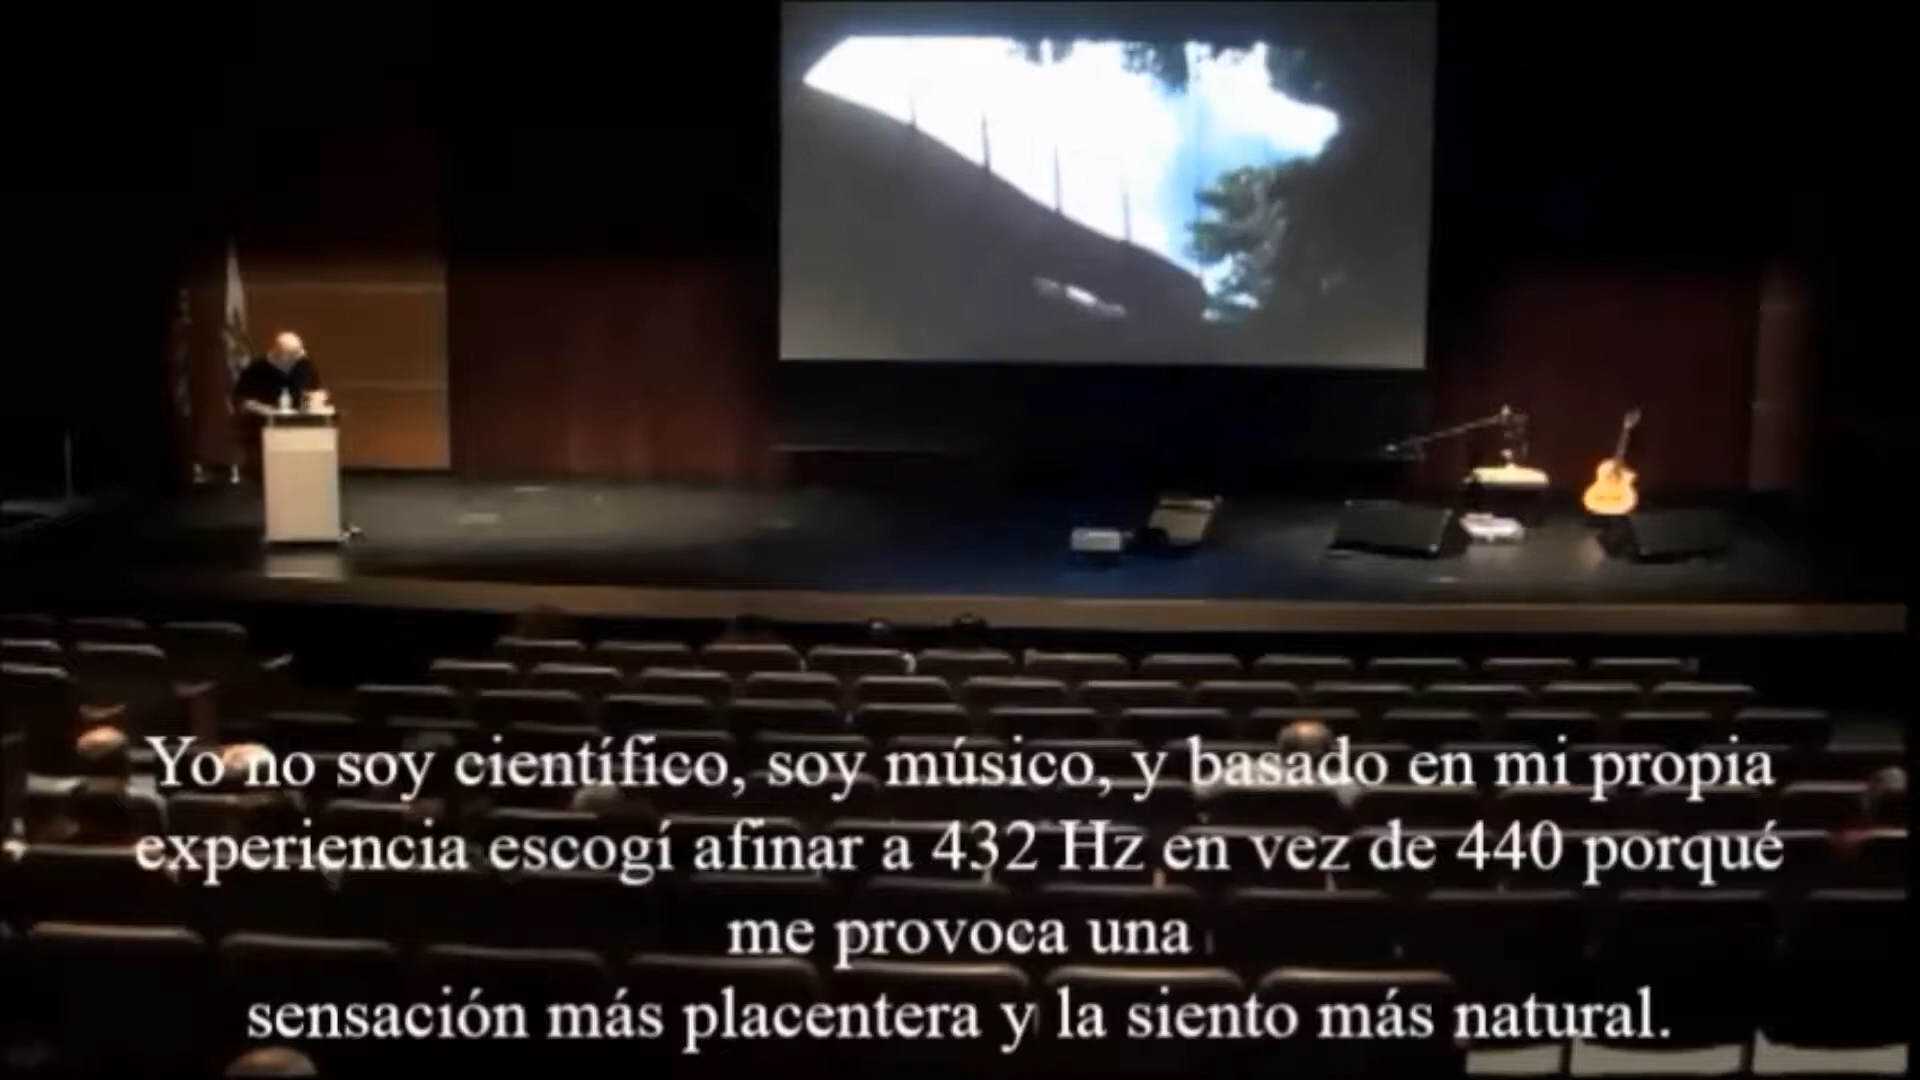 Yo no soy científico, soy músico, y basado en mi propia
experiencia escogí afinar a 432 Hz en vez de 440 porqué
me provoca una
sensación más placentera y la siento más natural.